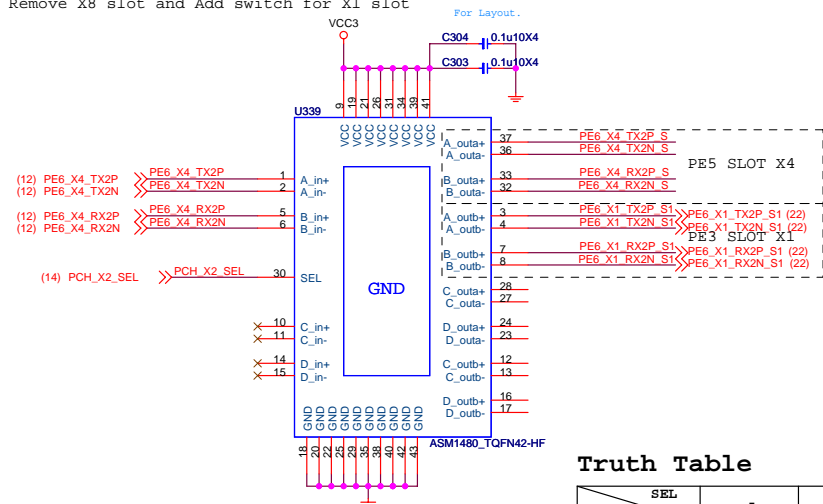 Remove X8 slot and Add switch for X1 slot
For Layout.
VCC3
C304 0.1u10X4
C303 0.1u10X4
U339
9 19 21 26 31 34 39 41
VCC VCC VCC VCC VCC VCC VCC VCC
(12) PE6_X4_TX2P PE6_X4_TX2P 1 A_in+
(12) PE6_X4_TX2N PE6_X4_TX2N 2 A_in-
(12) PE6_X4_RX2P PE6_X4_RX2P 5 B_in+
(12) PE6_X4_RX2N PE6_X4_RX2N 6 B_in-
(14) PCH_X2_SEL PCH_X2_SEL 30 SEL
10 C_in+
11 C_in-
14 D_in+
15 D_in-
GND
A_outa+ 37 PE6_X4_TX2P_S
A_outa- 36 PE6_X4_TX2N_S
PE5 SLOT X4
B_outa+ 33 PE6_X4_RX2P_S
B_outa- 32 PE6_X4_RX2N_S
A_outb+ 3 PE6_X1_TX2P_S1 PE6_X1_TX2P_S1 (22)
A_outb- 4 PE6_X1_TX2N_S1 PE6_X1_TX2N_S1 (22)
PE3 SLOT X1
B_outb+ 7 PE6_X1_RX2P_S1 PE6_X1_RX2P_S1 (22)
B_outb- 8 PE6_X1_RX2N_S1 PE6_X1_RX2N_S1 (22)
C_outa+ 28
C_outa- 27
D_outa+ 24
D_outa- 23
C_outb+ 12
C_outb- 13
D_outb+ 16
D_outb- 17
GND GND GND GND GND GND GND GND GND GND
18 20 22 25 29 35 38 40 42 43
ASM1480_TQFN42-HF
Truth Table
SEL